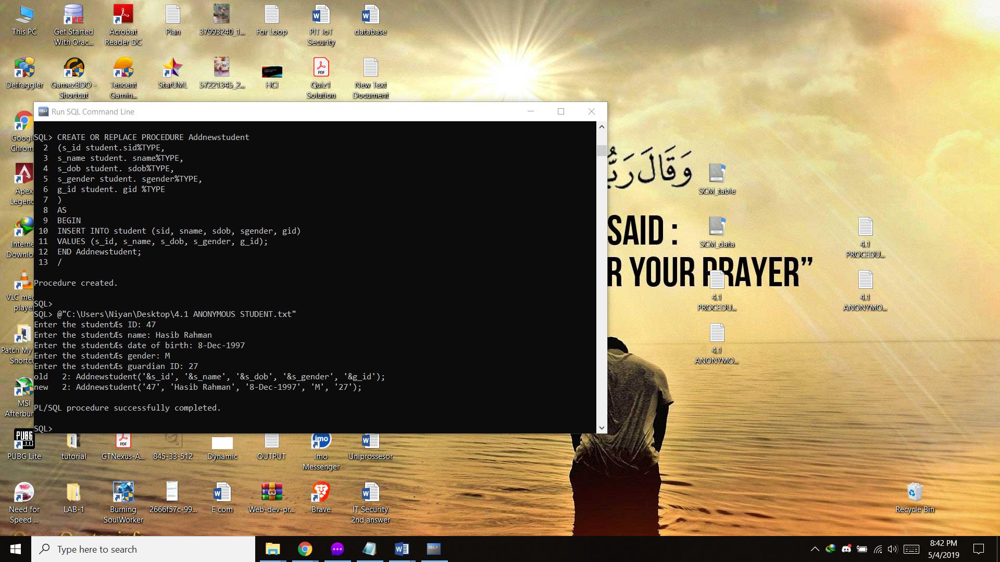 This PC
Get Started
With Orac...
Acrobat
Reader DC
Plan
37993240_1...
For Loop
PIT IoT
Security
database
Defraggler
GamezBDO -
Shortcut
Tencent
Gamin...
StarUML
57221345_2...
HCI
Quiz1
Solution
New Text
Document
Run SQL Command Line
SQL> CREATE OR REPLACE PROCEDURE Addnewstudent
2 (s_id student.sid%TYPE,
3 s_name student. sname%TYPE,
4 s_dob student. sdob%TYPE,
5 s_gender student. sgender%TYPE,
6 g_id student. gid %TYPE
7 )
8 AS
9 BEGIN
10 INSERT INTO student (sid, sname, sdob, sgender, gid)
11 VALUES (s_id, s_name, s_dob, s_gender, g_id);
12 END Addnewstudent;
13 /
Procedure created.
SQL>
SQL> @"C:\Users\Niyan\Desktop\4.1 ANONYMOUS STUDENT.txt"
Enter the studentÆs ID: 47
Enter the studentÆs name: Hasib Rahman
Enter the studentÆs date of birth: 8-Dec-1997
Enter the studentÆs gender: M
Enter the studentÆs guardian ID: 27
old 2: Addnewstudent('&s_id', '&s_name', '&s_dob', '&s_gender', '&g_id');
new 2: Addnewstudent('47', 'Hasib Rahman', '8-Dec-1997', 'M', '27');
PL/SQL procedure successfully completed.
SQL>
Googl
Chrom
Apex
Legend
Interne
Downlo
VLC med
player
Patch My
Shortcu
MSI
Afterbur
وَقَالَ رَبُّ
SAID :
R YOUR PRAYER”
SCM_table
SCM_data
4.1
PROCEDU...
4.1
ANONYMO...
4.1
PROCEDU...
4.1
ANONYMO...
PUBG Lite
tutorial
GTNexus-A...
845-33-512
Dynamic
OUTPUT
Imo
Messenger
Uniprossesor
Need for
Speed ...
LAB-1
Burning
SoulWorker
2666f57c-99...
E com
Web-dev-pr...
Brave
IT Security
2nd answer
Recycle Bin
Type here to search
8:42 PM
5/4/2019